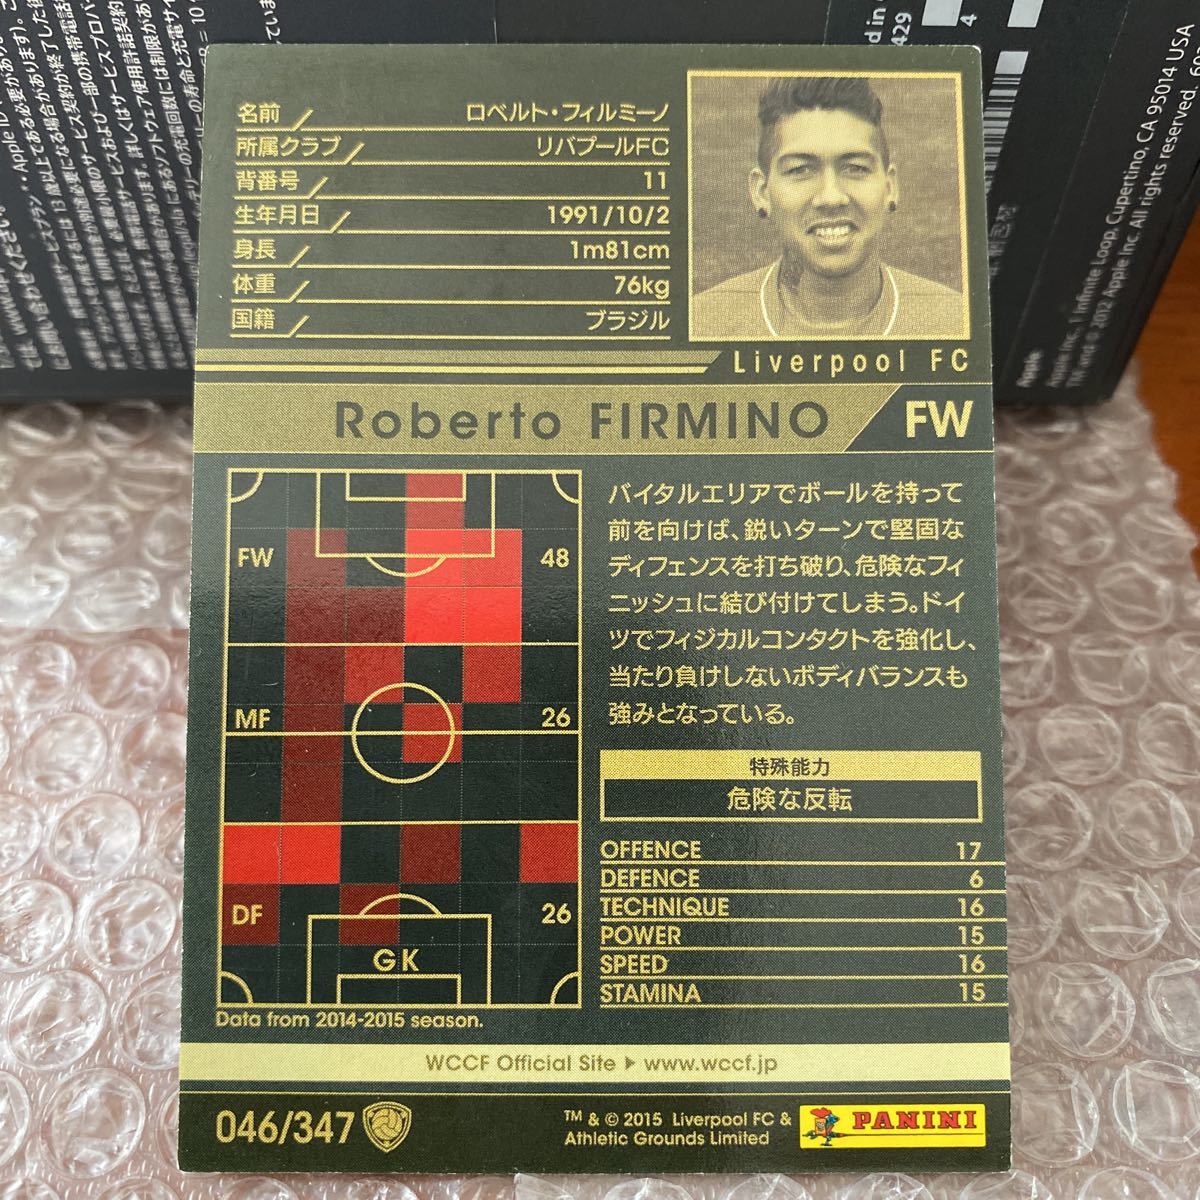 Apple Inc. 1 Infinite Loop, Cupertino, CA 95014 USA
TM and © 2012 Apple Inc. All rights reserved.
Apple
429
4
名前 ロベルト・フィルミーノ
所属クラブ リバプールFC
背番号 11
生年月日 1991/10/2
身長 1m81cm
体重 76kg
国籍 ブラジル
Liverpool FC
Roberto FIRMINO FW
FW 48
MF 26
DF 26
GK
Data from 2014-2015 season.
バイタルエリアでボールを持って
前を向けば、鋭いターンで堅固な
ディフェンスを打ち破り、危険なフィ
ニッシュに結び付けてしまう。ドイ
ツでフィジカルコンタクトを強化し、
当たり負けしないボディバランスも
強みとなっている。
特殊能力
危険な反転
OFFENCE 17
DEFENCE 6
TECHNIQUE 16
POWER 15
SPEED 16
STAMINA 15
WCCF Official Site ▶ www.wccf.jp
046/347
TM & © 2015 Liverpool FC &
Athletic Grounds Limited
PANINI